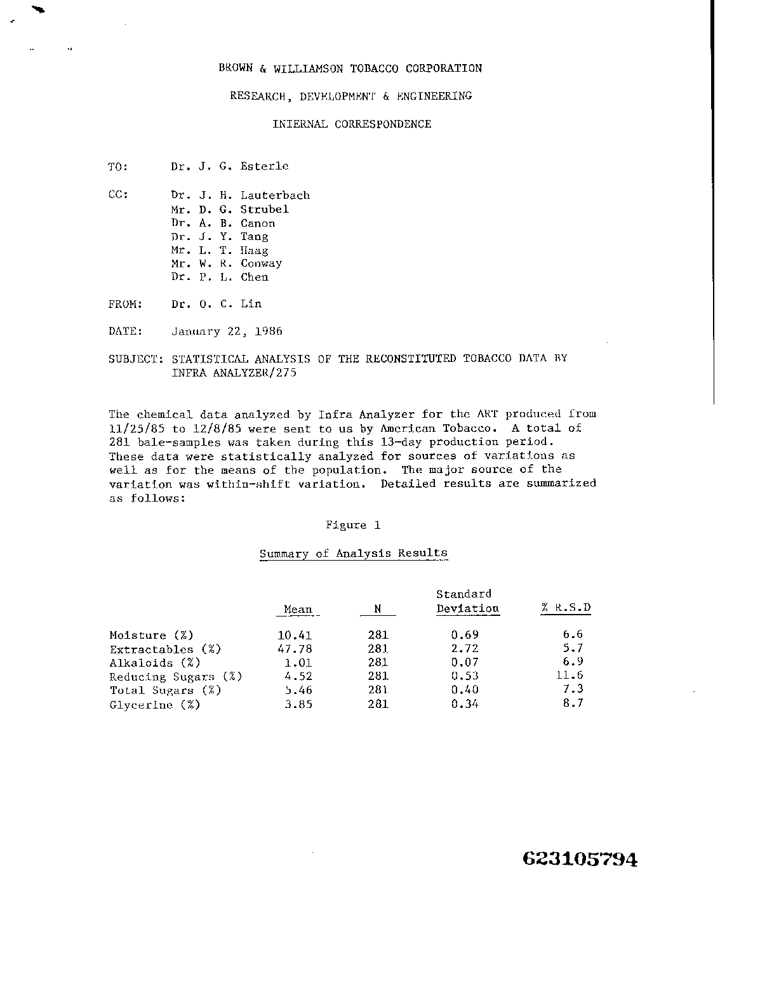 BROWN & WILLIAMSON TOBACCO CORPORATION
RESEARCH, DEVELOPMENT & ENGINEERING
INTERNAL CORRESPONDENCE
TO: Dr. J. G. Esterle
CC: Dr. J. H. Lauterbach
Mr. D. G. Strubel
Dr. A. B. Canon
Dr. J. Y. Tang
Mr. L. T. Haag
Mr. W. R. Conway
Dr. P. L. Chen
FROM: Dr. O. C. Lin
DATE: January 22, 1986
SUBJECT: STATISTICAL ANALYSIS OF THE RECONSTITUTED TOBACCO DATA BY
INFRA ANALYZER/275
The chemical data analyzed by Infra Analyzer for the ART produced from
11/25/85 to 12/8/85 were sent to us by American Tobacco. A total of
281 bale-samples was taken during this 13-day production period.
These data were statistically analyzed for sources of variations as
well as for the means of the population. The major source of the
variation was within-shift variation. Detailed results are summarized
as follows:
Figure 1
Summary of Analysis Results
Standard
Mean N Deviation % R.S.D
Moisture (%) 10.41 281 0.69 6.6
Extractables (%) 47.78 281 2.72 5.7
Alkaloids (%) 1.01 281 0.07 6.9
Reducing Sugars (%) 4.52 281 0.53 11.6
Total Sugars (%) 5.46 281 0.40 7.3
Glycerine (%) 3.85 281 0.34 8.7
623105794